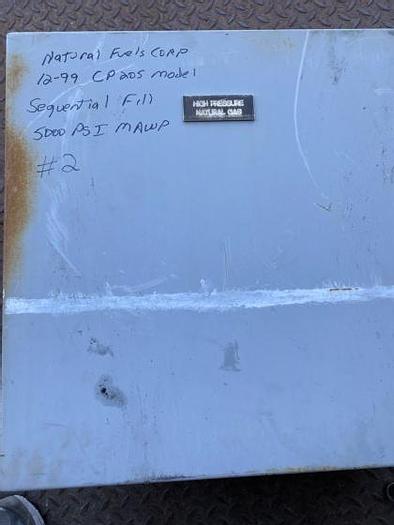 Natural Fuels Corp
12-99 CP205 model
Sequential Fill
5000 PSI MAWP
#2
HIGH PRESSURE
NATURAL GAS